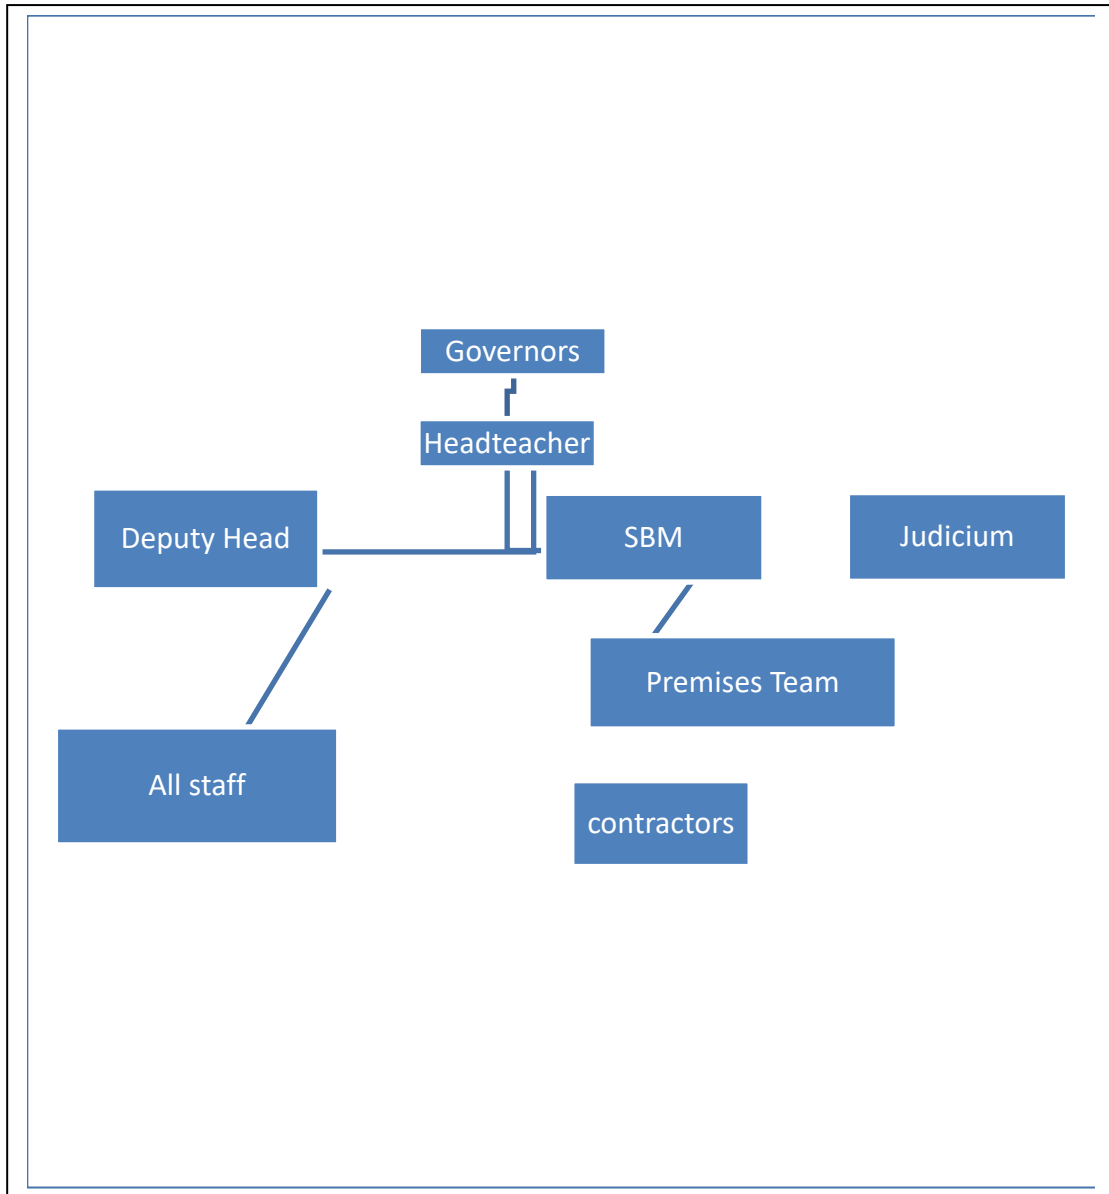 Governors
Headteacher
Deputy Head
SBM
Judicium
Premises Team
All staff
contractors